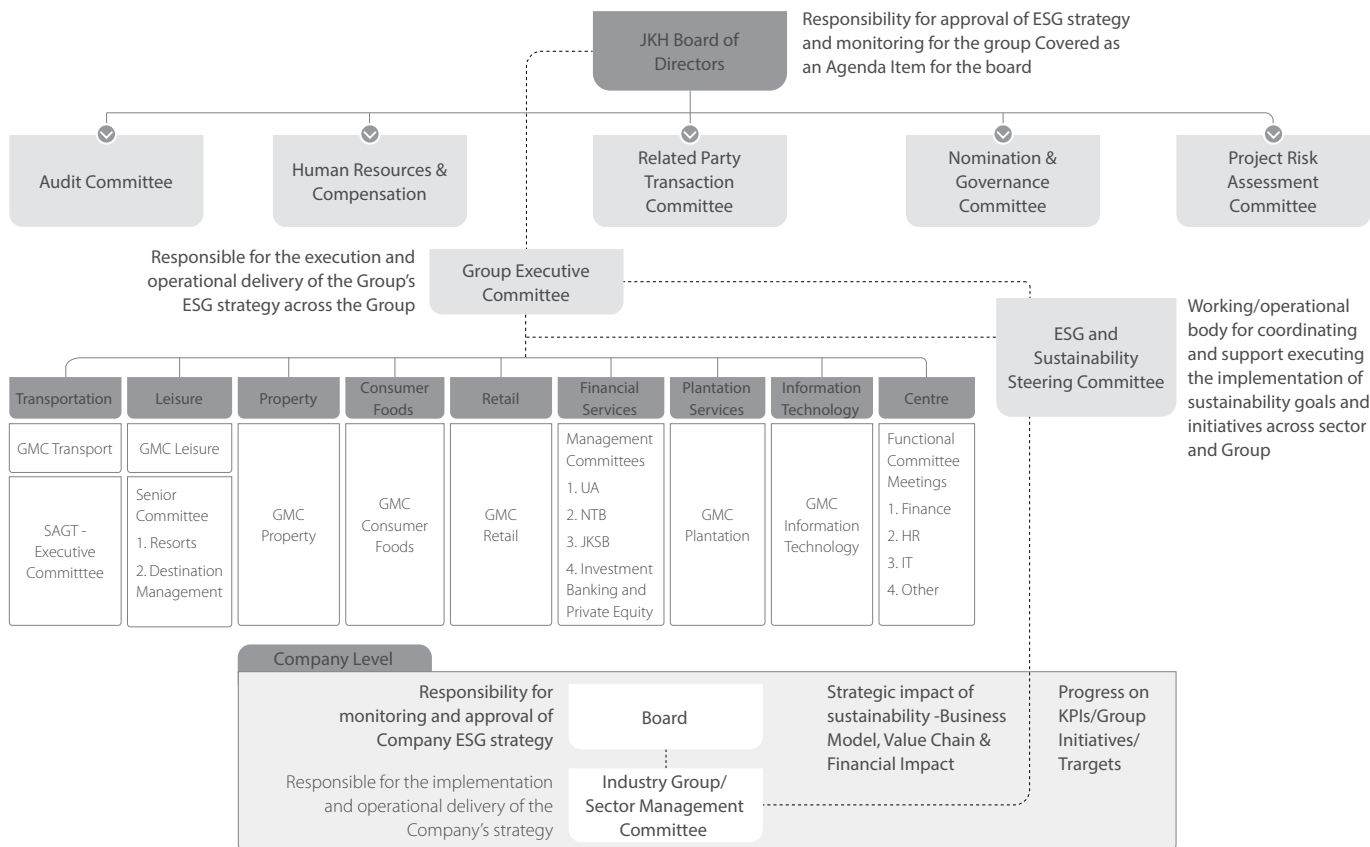 JKH Board of
Directors
Responsibility for approval of ESG strategy
and monitoring for the group Covered as
an Agenda Item for the board
Audit Committee
Human Resources &
Compensation
Related Party
Transaction
Committee
Nomination &
Governance
Committee
Project Risk
Assessment
Committee
Responsible for the execution and
operational delivery of the Group's
ESG strategy across the Group
Group Executive
Committee
ESG and
Sustainability
Steering Committee
Working/operational
body for coordinating
and support executing
the implementation of
sustainability goals and
initiatives across sector
and Group
Transportation
GMC Transport
SAGT -
Executive
Committtee
Leisure
GMC Leisure
Senior
Committee
1. Resorts
2. Destination
Management
Property
GMC
Property
Consumer
Foods
GMC
Consumer
Foods
Retail
GMC
Retail
Financial
Services
Management
Committees
1. UA
2. NTB
3. JKSB
4. Investment
Banking and
Private Equity
Plantation
Services
GMC
Plantation
Information
Technology
GMC
Information
Technology
Centre
Functional
Committee
Meetings
1. Finance
2. HR
3. IT
4. Other
Company Level
Responsibility for
monitoring and approval of
Company ESG strategy
Board
Strategic impact of
sustainability -Business
Model, Value Chain &
Financial Impact
Progress on
KPIs/Group
Initiatives/
Trargets
Responsible for the implementation
and operational delivery of the
Company's strategy
Industry Group/
Sector Management
Committee